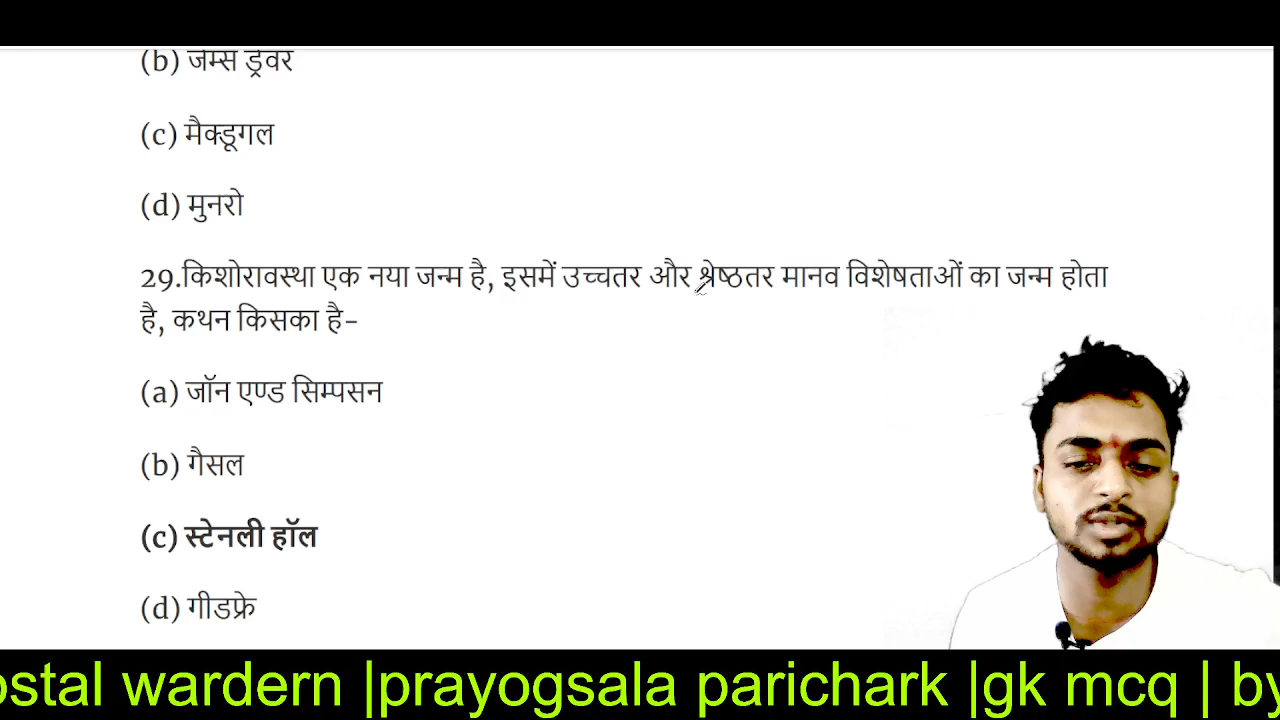 (b) जेम्स ड्रेवर
(c) मैक्डूगल
(d) मुनरो
29.किशोरावस्था एक नया जन्म है, इसमें उच्चतर और श्रेष्ठतर मानव विशेषताओं का जन्म होता
है, कथन किसका है-
(a) जॉन एण्ड सिम्पसन
(b) गैसल
(c) स्टेनली हॉल
(d) गीडफ्रे
ostal wardern |prayogsala parichark |gk mcq | by